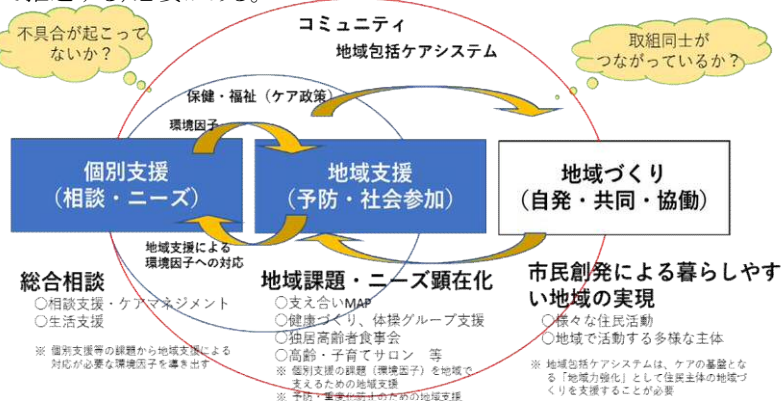 コミュニティ
地域包括ケアシステム
不具合が起こって
ないか？
取組同士が
つながっているか？
保健・福祉（ケア政策）
環境因子
個別支援
（相談・ニーズ）
地域支援
（予防・社会参加）
地域づくり
（自発・共同・協働）
地域支援による
環境因子への対応
総合相談
○相談支援・ケアマネジメント
○生活支援
※ 個別支援等の課題から地域支援による
対応が必要な環境因子を導き出す
地域課題・ニーズ顕在化
○支え合いMAP
○健康づくり、体操グループ支援
○独居高齢者食事会
○高齢・子育てサロン 等
※ 個別支援の課題（環境因子）を地域で
支えるための地域支援
※ 予防・重度化防止のための地域支援
市民創発による暮らしやす
い地域の実現
○様々な住民活動
○地域で活動する多様な主体
※ 地域包括ケアシステムは、ケアの基盤とな
る「地域力強化」として住民主体の地域づ
くりを支援することが必要